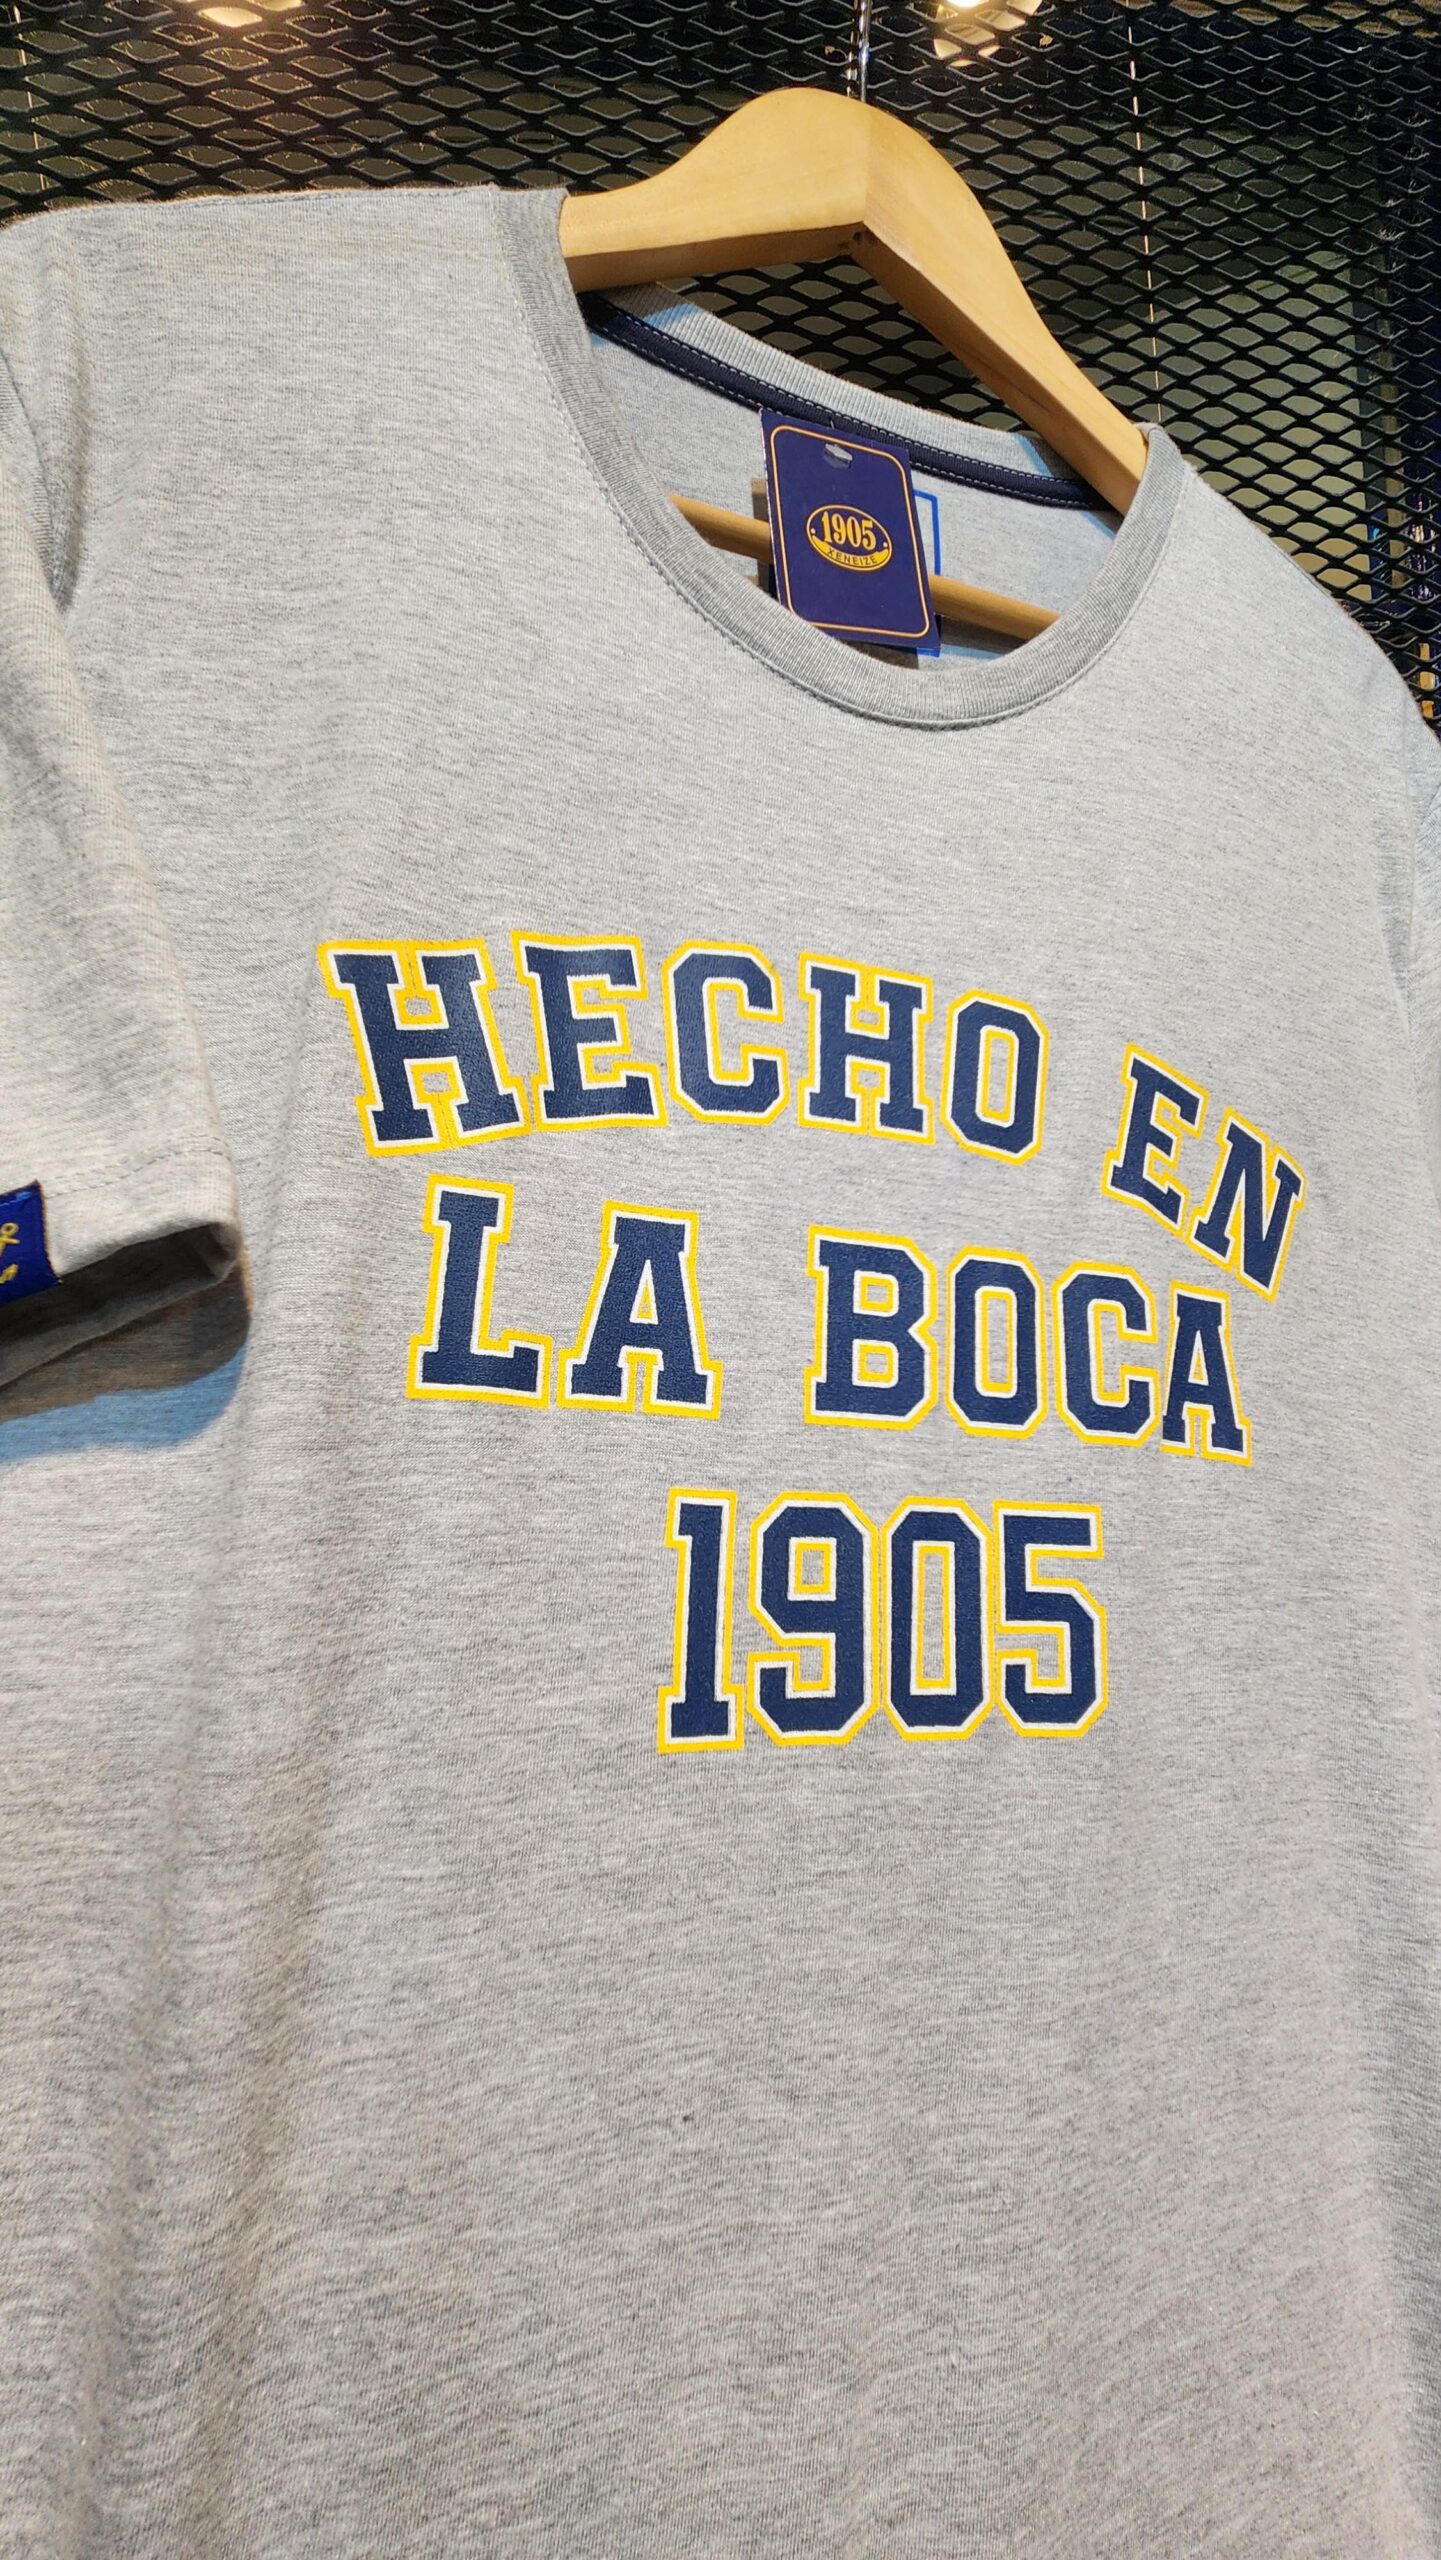 1905
XENEIZE
HECHO EN
LA BOCA
1905